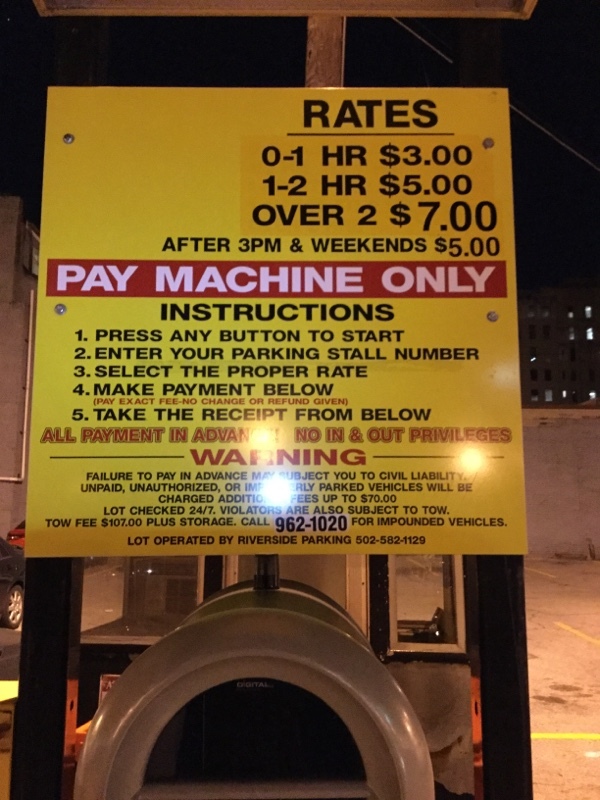 RATES
0-1 HR $3.00
1-2 HR $5.00
OVER 2 $7.00
AFTER 3PM & WEEKENDS $5.00
PAY MACHINE ONLY
INSTRUCTIONS
1. PRESS ANY BUTTON TO START
2. ENTER YOUR PARKING STALL NUMBER
3. SELECT THE PROPER RATE
4. MAKE PAYMENT BELOW
(PAY EXACT FEE-NO CHANGE OR REFUND GIVEN)
5. TAKE THE RECEIPT FROM BELOW
ALL PAYMENT IN NO IN & OUT PRIVILEGES
WARNING
FAILURE TO PAY IN ADVANCE MAY SUBJECT YOU TO CIVIL LIABILITY.
UNPAID, UNAUTHORIZED, OR PARKED VEHICLES WILL BE
CHARGED FEES UP TO $70.00
LOT CHECKED 24/7. VIOLATORS ARE ALSO SUBJECT TO TOW.
TOW FEE $107.00 PLUS STORAGE. CALL 962-1020 FOR IMPOUNDED VEHICLES.
LOT OPERATED BY RIVERSIDE PARKING 502-582-1129
DIGITAL